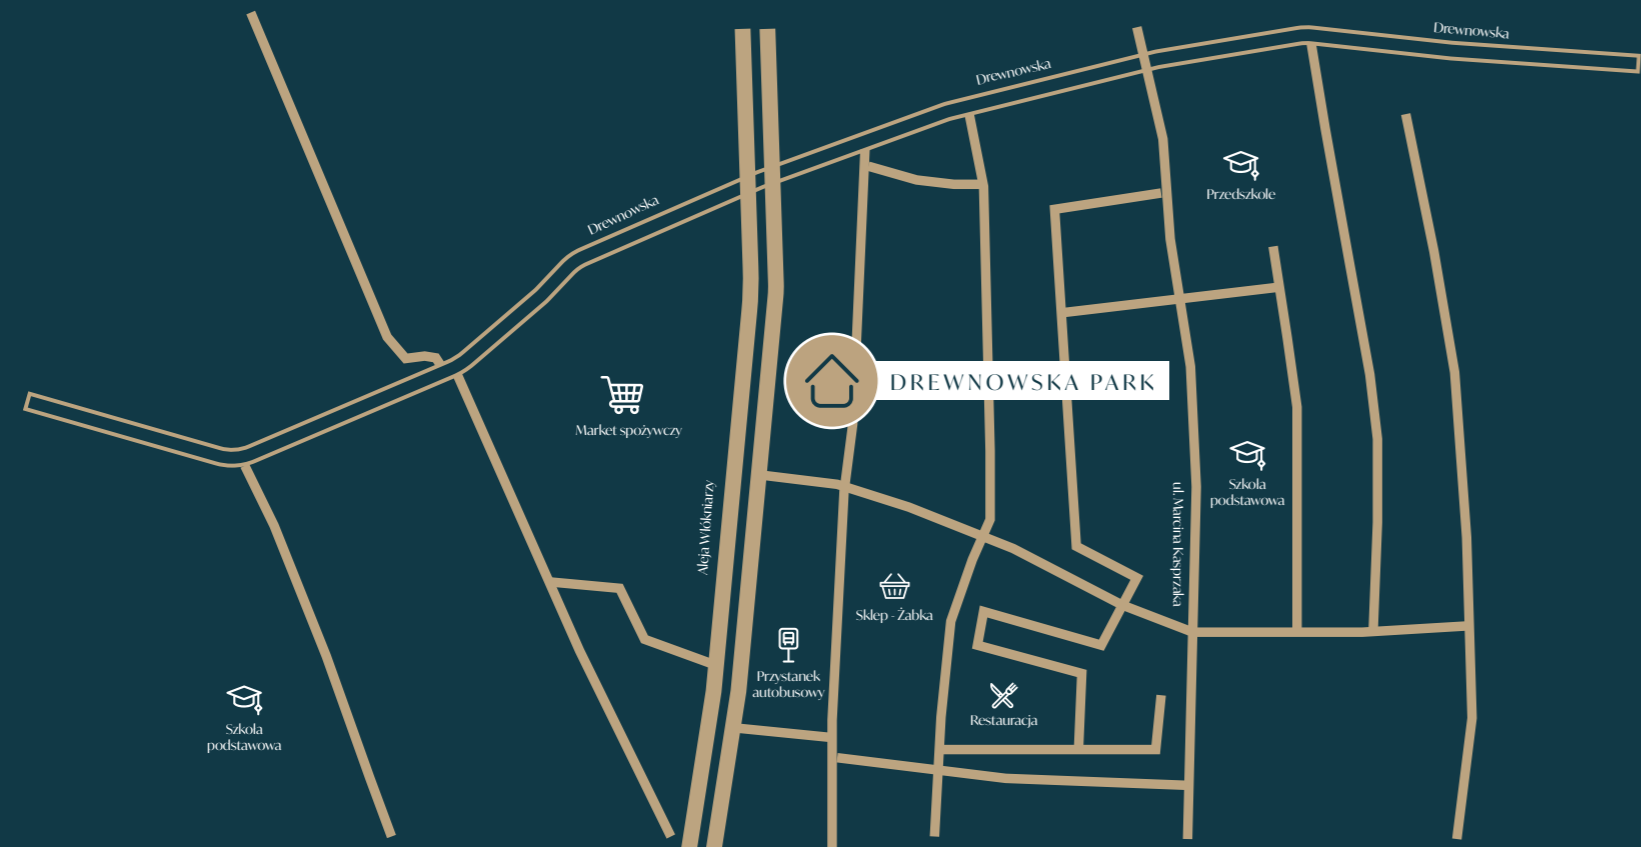 Drewnowska
Drewnowska
Drewnowska
Przedszkole
DREWNOWSKA PARK
Market spożywczy
Aleja Włókniarzy
ul. Marcina Kasprzaka
Szkoła
podstawowa
Sklep - Żabka
Przystanek
autobusowy
Restauracja
Szkoła
podstawowa